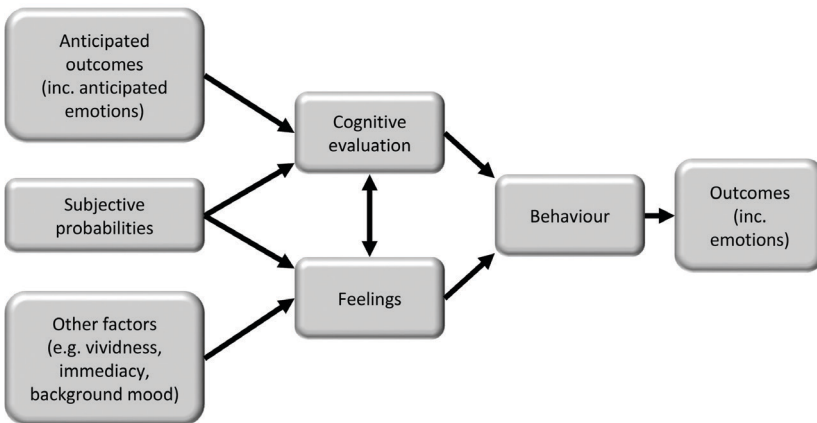 Anticipated
outcomes
(inc. anticipated
emotions)
Cognitive
evaluation
Subjective
probabilities
Behaviour
Outcomes
(inc.
emotions)
Feelings
Other factors
(e.g. vividness,
immediacy,
background mood)